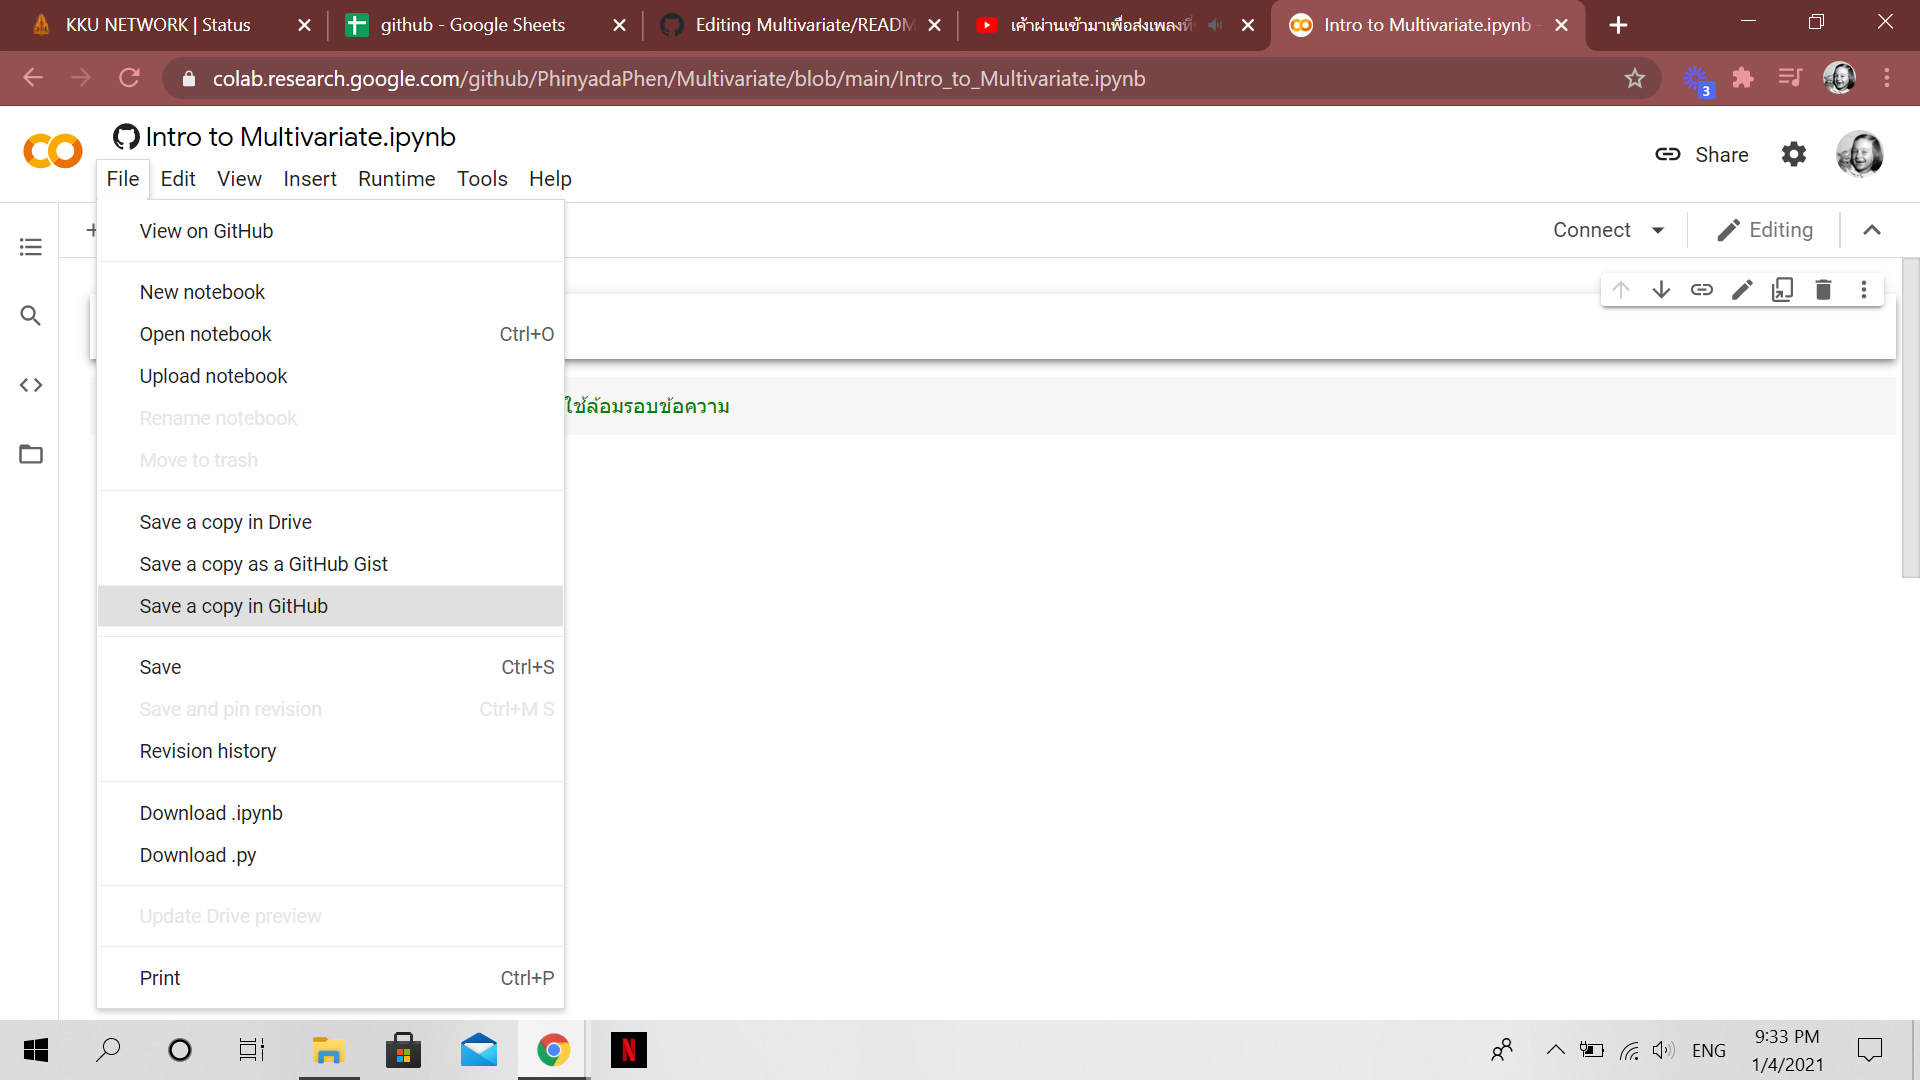 KKU NETWORK | Status
github - Google Sheets
Editing Multivariate/READM
เค้าผ่านเข้ามาเพื่อส่งเพลงที่
Intro to Multivariate.ipynb -
colab.research.google.com/github/PhinyadaPhen/Multivariate/blob/main/Intro_to_Multivariate.ipynb
3
Intro to Multivariate.ipynb
Share
File Edit View Insert Runtime Tools Help
Connect
Editing
View on GitHub
New notebook
Open notebook Ctrl+O
Upload notebook
Rename notebook
Move to trash
Save a copy in Drive
Save a copy as a GitHub Gist
Save a copy in GitHub
Save Ctrl+S
Save and pin revision Ctrl+M S
Revision history
Download .ipynb
Download .py
Update Drive preview
Print Ctrl+P
ใช้ล้อมรอบข้อความ
N
ENG
9:33 PM
1/4/2021